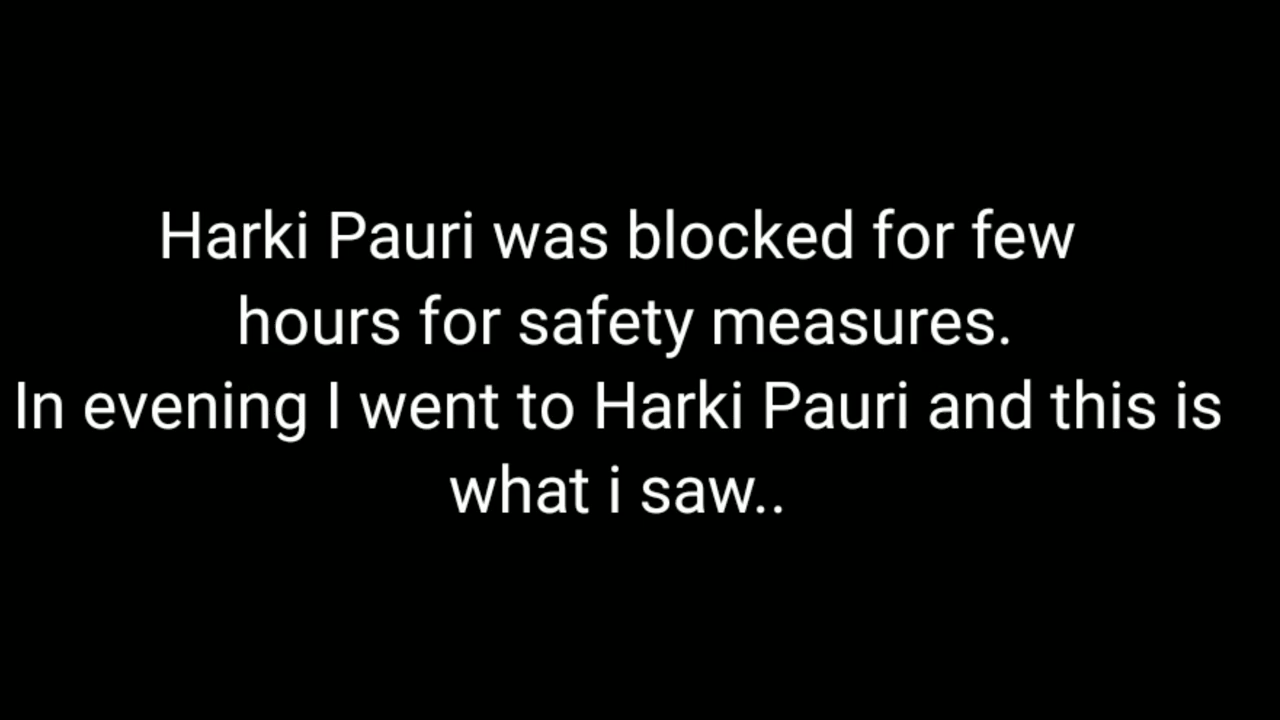 Harki Pauri was blocked for few
hours for safety measures.
In evening I went to Harki Pauri and this is
what i saw..